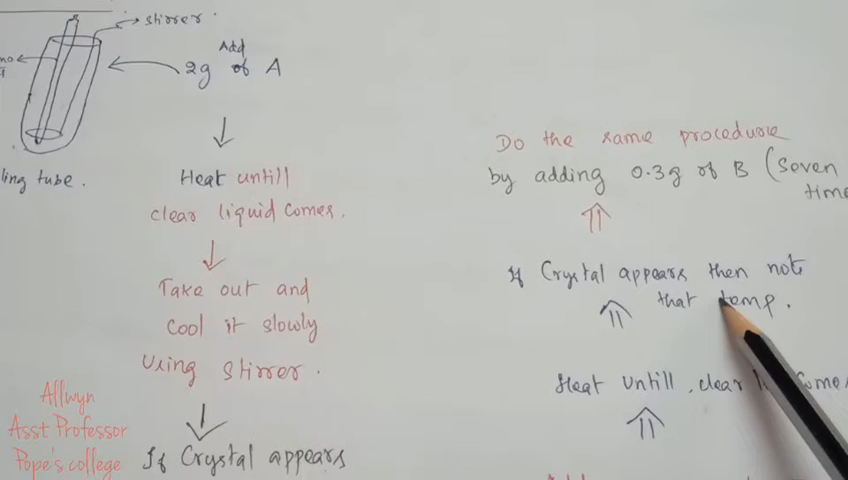 stirrer.
Add
2g of A
ling tube.
Heat untill
clear liquid comes.
Take out and
cool it slowly
Using stirrer.
If Crystal appears
Allwyn
Asst Professor
Pope's college
Do the same procedure
by adding 0.3g of B (Seven
time
If Crystal appears then not
that temp.
Heat untill clear